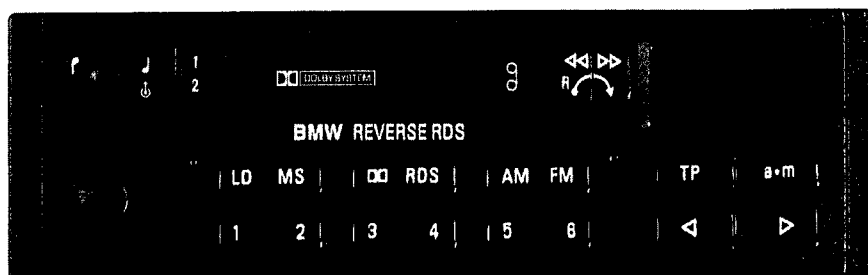 1
2
DOLBY SYSTEM
R
BMW REVERSE RDS
LO MS RDS AM FM TP a•m
1 2 3 4 5 6